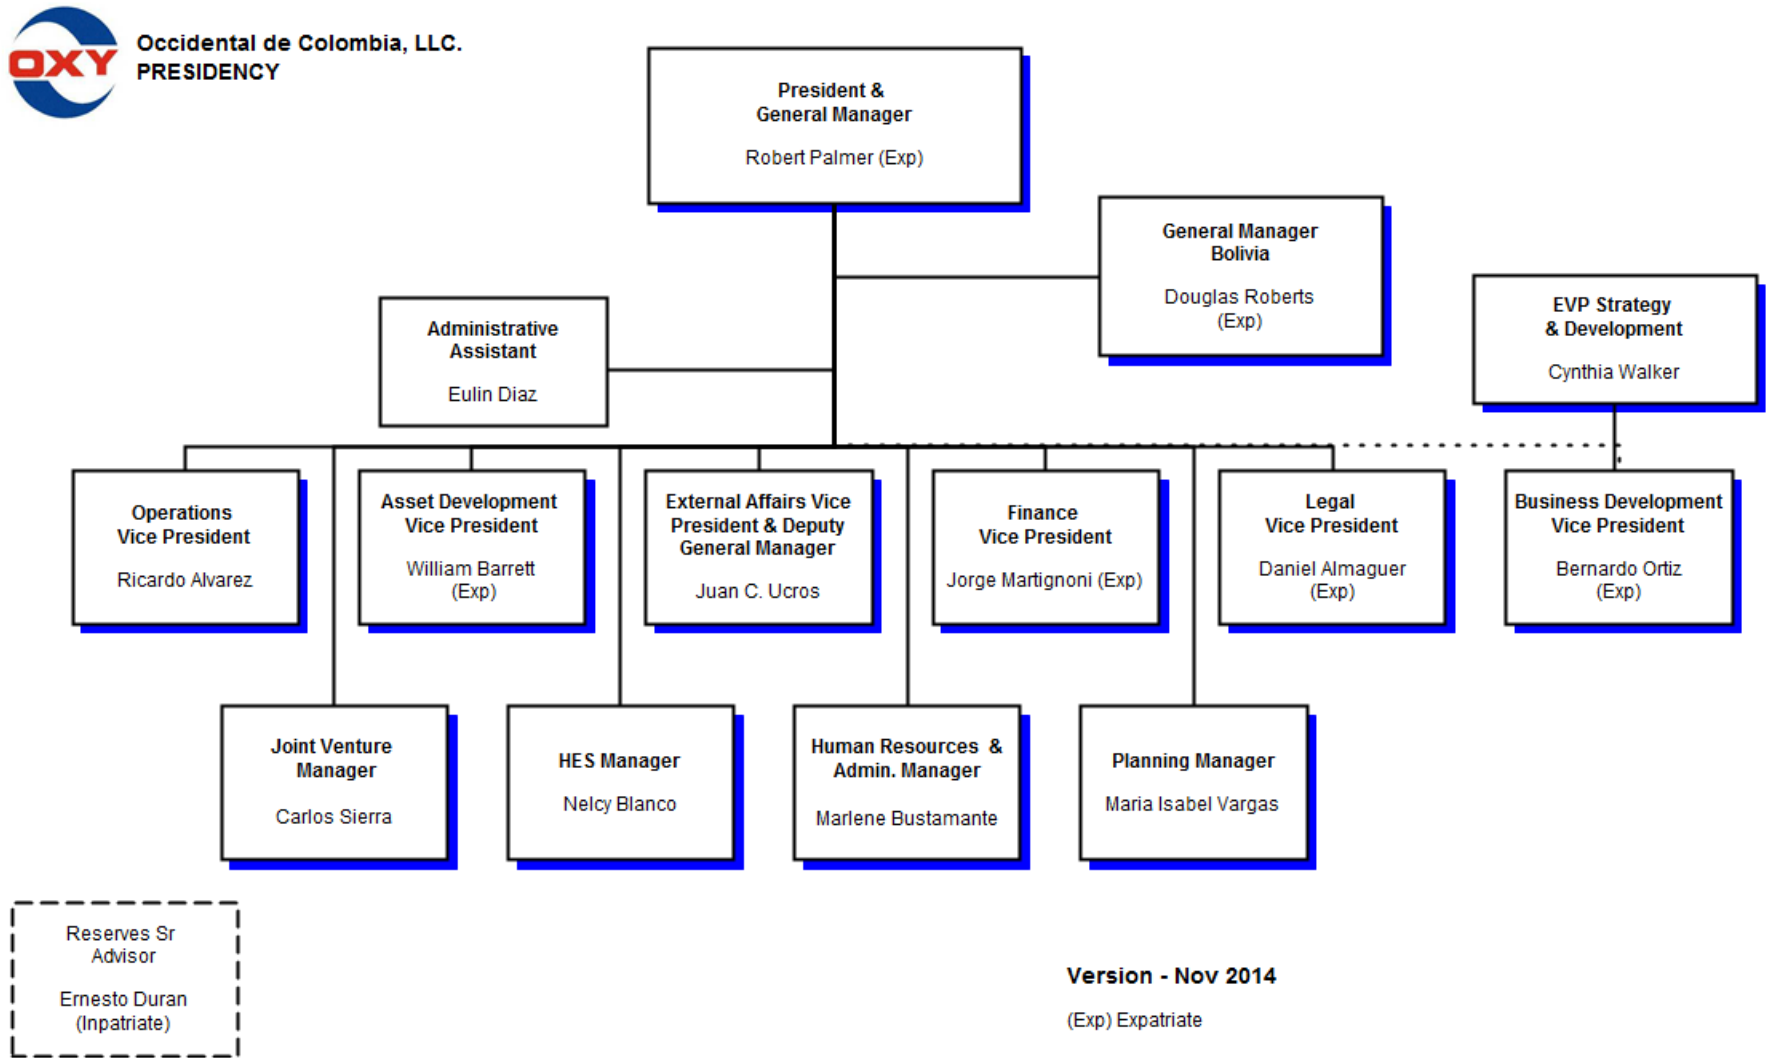 OXY
Occidental de Colombia, LLC.
PRESIDENCY
President &
General Manager
Robert Palmer (Exp)
General Manager
Bolivia
Douglas Roberts
(Exp)
Administrative
Assistant
Eulin Diaz
EVP Strategy
& Development
Cynthia Walker
Operations
Vice President
Ricardo Alvarez
Asset Development
Vice President
William Barrett
(Exp)
External Affairs Vice
President & Deputy
General Manager
Juan C. Ucros
Finance
Vice President
Jorge Martignoni (Exp)
Legal
Vice President
Daniel Almaguer
(Exp)
Business Development
Vice President
Bernardo Ortiz
(Exp)
Joint Venture
Manager
Carlos Sierra
HES Manager
Nelcy Blanco
Human Resources &
Admin. Manager
Marlene Bustamante
Planning Manager
Maria Isabel Vargas
Reserves Sr
Advisor
Ernesto Duran
(Inpatriate)
Version - Nov 2014
(Exp) Expatriate